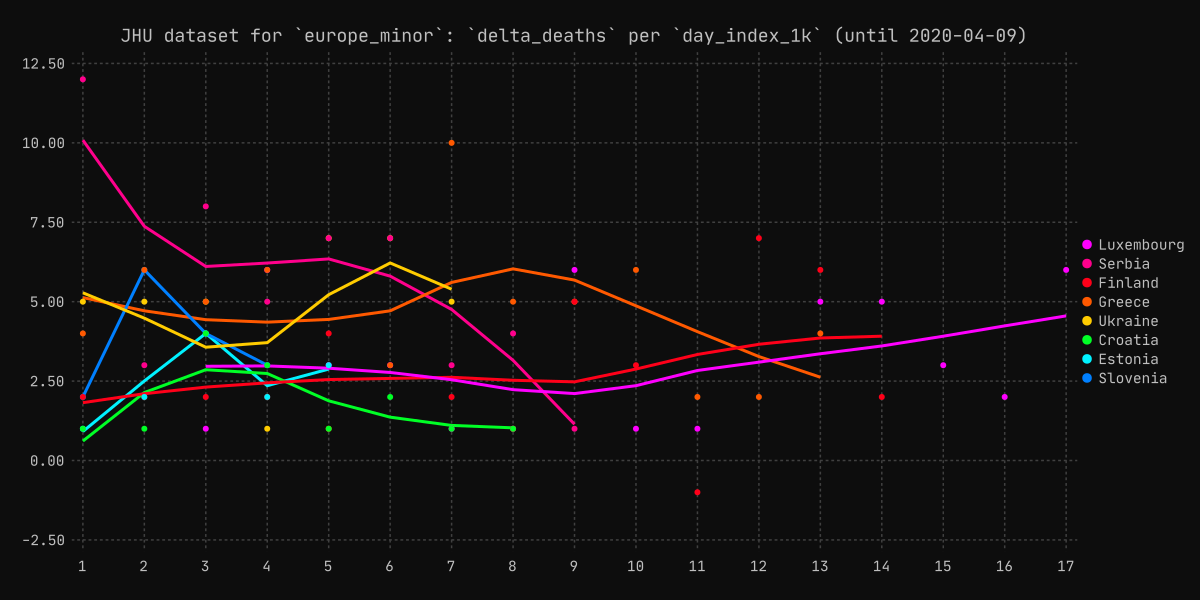 JHU dataset for `europe_minor`: `delta_deaths` per `day_index_1k` (until 2020-04-09)
12.50
10.00
7.50
5.00
2.50
0.00
-2.50
1 2 3 4 5 6 7 8 9 10 11 12 13 14 15 16 17
Luxembourg
Serbia
Finland
Greece
Ukraine
Croatia
Estonia
Slovenia